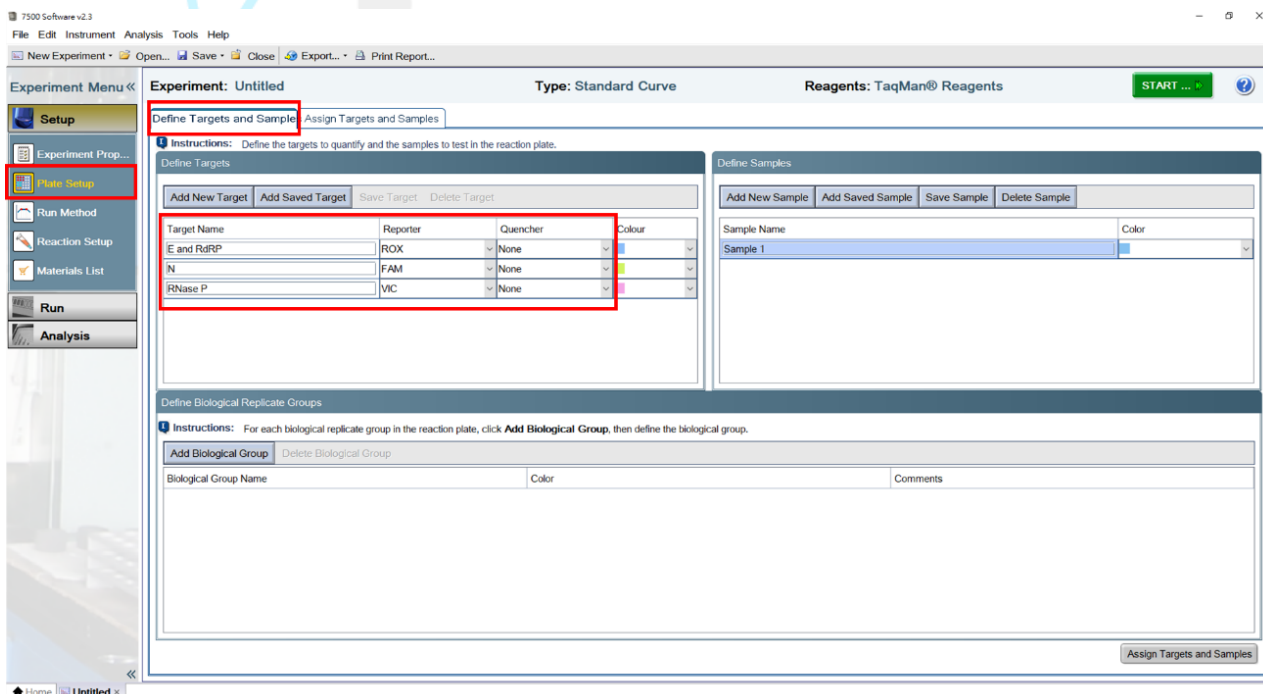 7500 Software v2.3
File Edit Instrument Analysis Tools Help
New Experiment Open... Save Close Export... Print Report...
Experiment Menu «
Experiment: Untitled Type: Standard Curve Reagents: TaqMan® Reagents START ...
Setup
Define Targets and Sample Assign Targets and Samples
Instructions: Define the targets to quantify and the samples to test in the reaction plate.
Experiment Prop...
Plate Setup
Run Method
Reaction Setup
Materials List
Run
Analysis
Define Targets
Add New Target Add Saved Target Save Target Delete Target
Target Name Reporter Quencher Colour
E and RdRP ROX None
N FAM None
RNase P VIC None
Define Samples
Add New Sample Add Saved Sample Save Sample Delete Sample
Sample Name Color
Sample 1
Define Biological Replicate Groups
Instructions: For each biological replicate group in the reaction plate, click Add Biological Group, then define the biological group.
Add Biological Group Delete Biological Group
Biological Group Name Color Comments
Assign Targets and Samples
«
Home Untitled ×